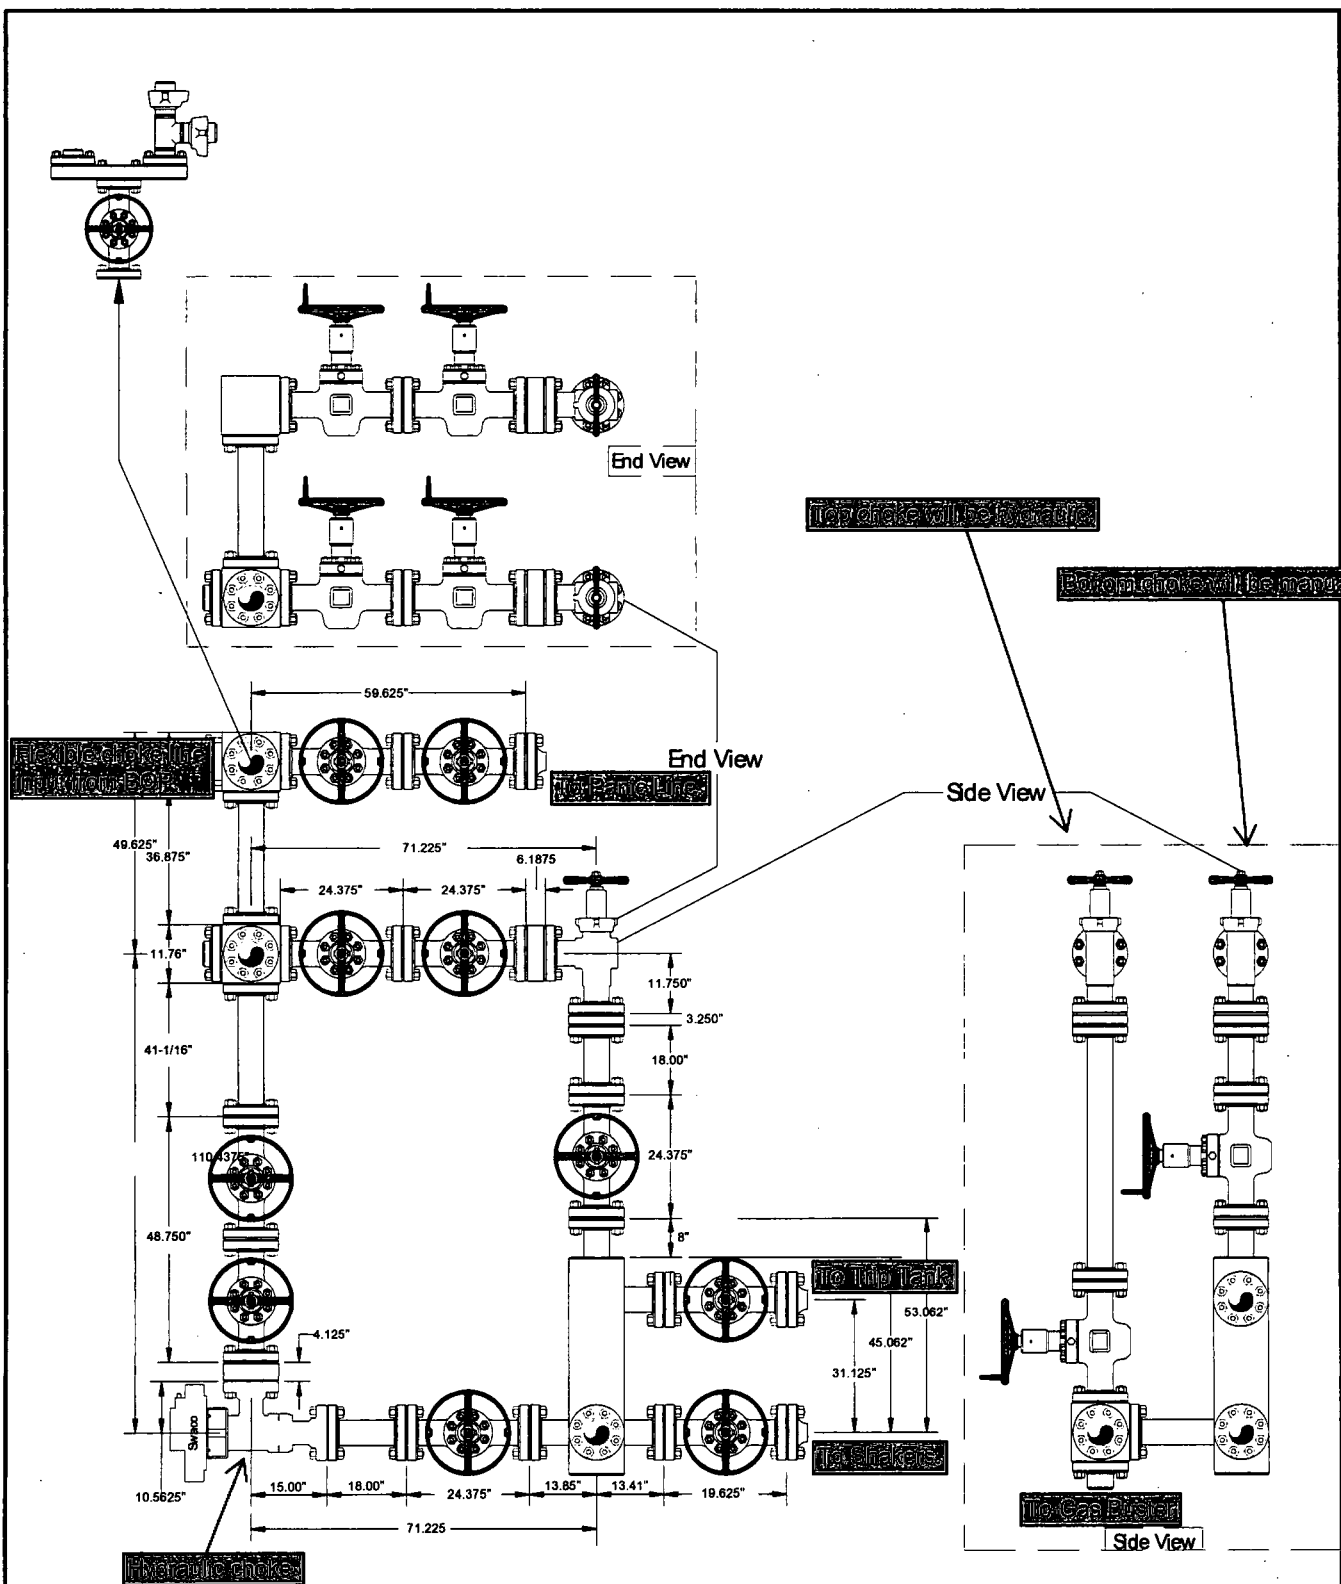 End View
Top choke will be hydraulic
Bottom choke will be manu
59.625"
Flexible choke line
from BOP
End View
To Panic Line
Side View
49.625"
36.875"
71.225"
6.1875
24.375"
24.375"
11.76"
11.750"
3.250"
41-1/16"
18.00"
110.4375"
24.375"
48.750"
8"
To Trip Tank
53.062"
45.062"
4.125"
31.125"
Swaco
To Shakers
10.5625"
15.00"
18.00"
24.375"
13.85"
13.41"
19.625"
71.225
To Gas Buster
Side View
Hydraulic choke